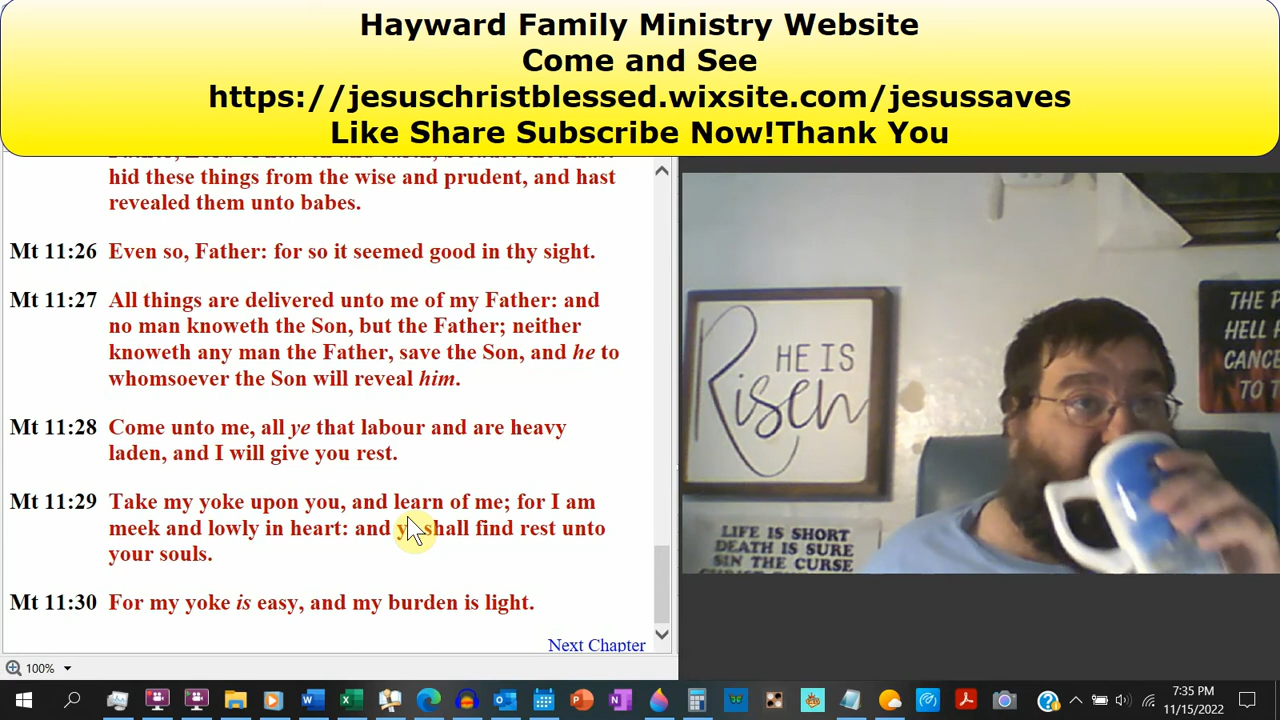 Hayward Family Ministry Website
Come and See
https://jesuschristblessed.wixsite.com/jesussaves
Like Share Subscribe Now!Thank You
hid these things from the wise and prudent, and hast
revealed them unto babes.
Mt 11:26 Even so, Father: for so it seemed good in thy sight.
Mt 11:27 All things are delivered unto me of my Father: and
no man knoweth the Son, but the Father; neither
knoweth any man the Father, save the Son, and he to
whomsoever the Son will reveal him.
Mt 11:28 Come unto me, all ye that labour and are heavy
laden, and I will give you rest.
Mt 11:29 Take my yoke upon you, and learn of me; for I am
meek and lowly in heart: and ye shall find rest unto
your souls.
Mt 11:30 For my yoke is easy, and my burden is light.
Next Chapter
100%
HE IS
Risen
THE
HELL
TO
LIFE IS SHORT
DEATH IS SURE
SIN THE CURSE
7:35 PM
11/15/2022